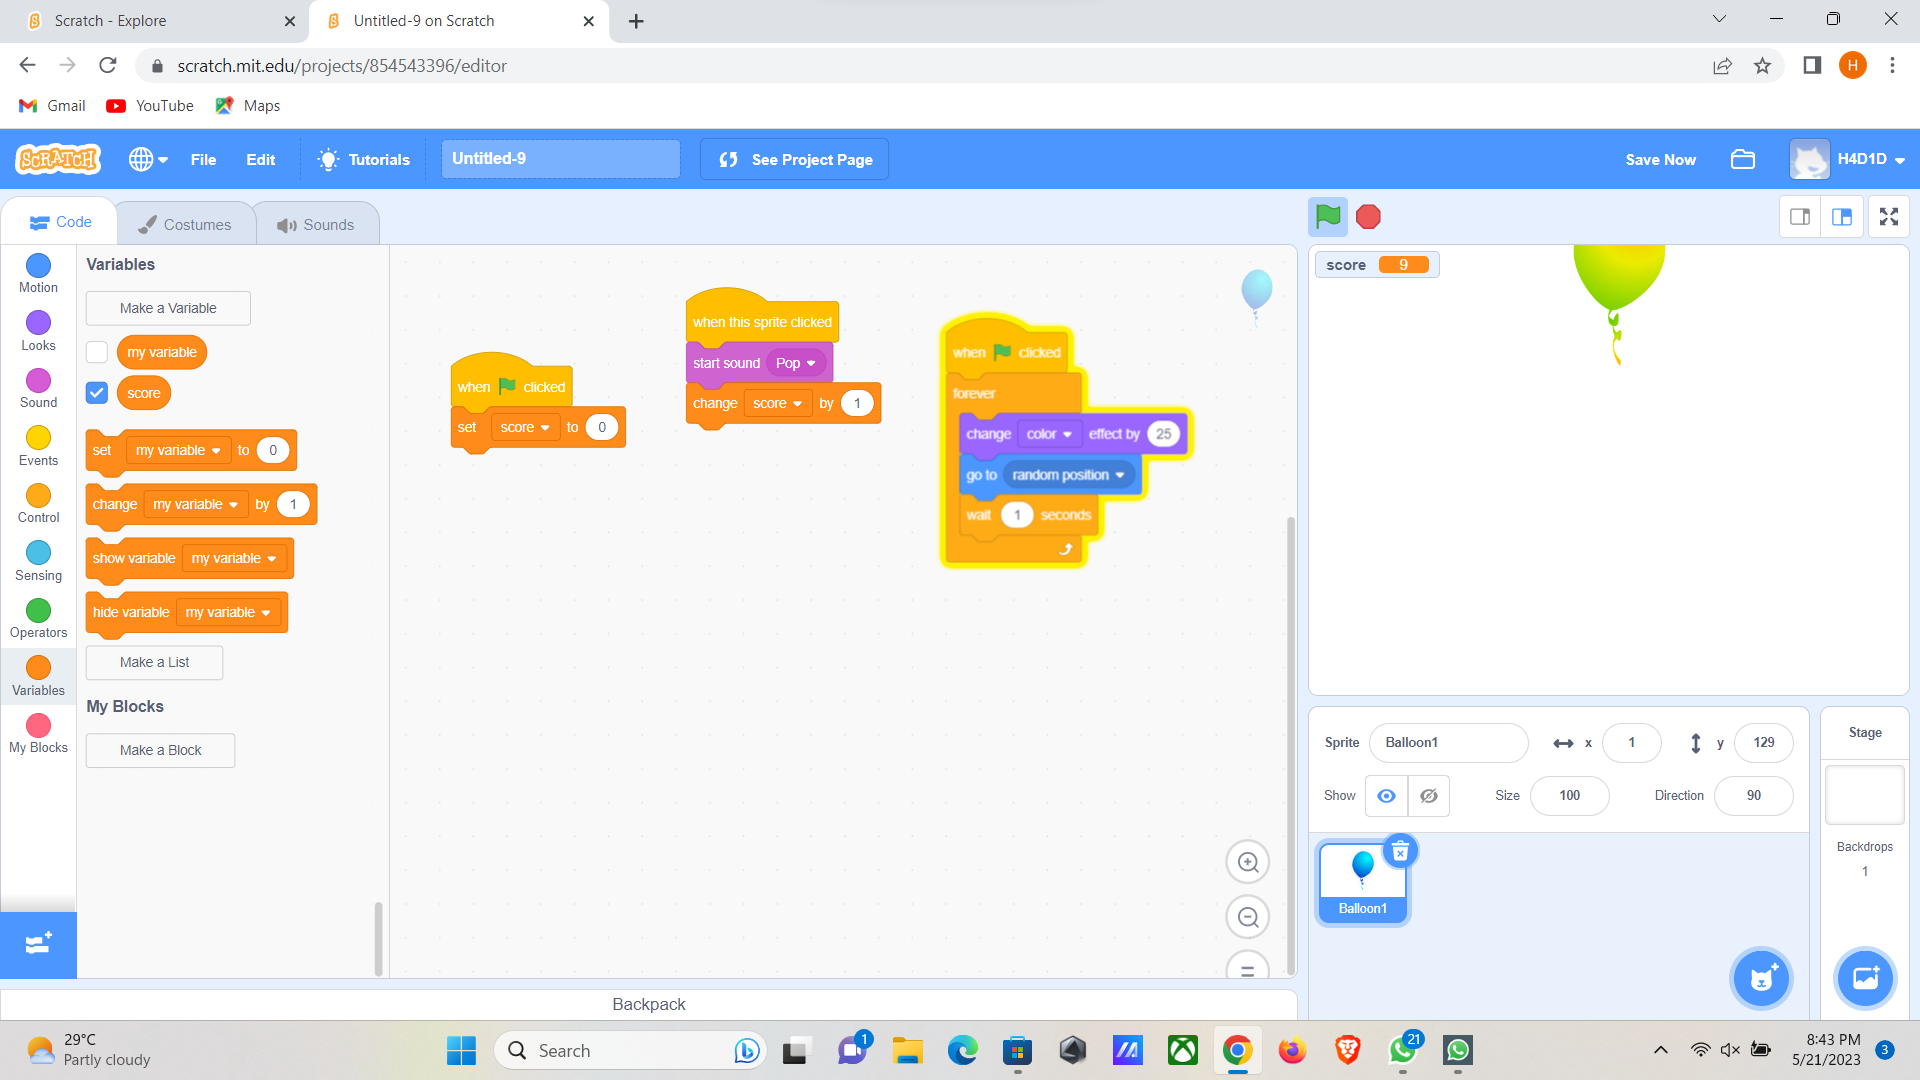 Scratch - Explore
Untitled-9 on Scratch
scratch.mit.edu/projects/854543396/editor
H
Gmail YouTube Maps
SCRATCH File Edit Tutorials Untitled-9 See Project Page Save Now H4D1D
Code Costumes Sounds
Motion
Looks
Sound
Events
Control
Sensing
Operators
Variables
My Blocks
Variables
Make a Variable
my variable
score
set my variable to 0
change my variable by 1
show variable my variable
hide variable my variable
Make a List
My Blocks
Make a Block
when clicked
set score to 0
when this sprite clicked
start sound Pop
change score by 1
when clicked
forever
change color effect by 25
go to random position
wait 1 seconds
score 9
Sprite Balloon1 x 1 y 129
Show Size 100 Direction 90
Balloon1
Stage
Backdrops
1
Backpack
29°C
Partly cloudy
Search
1
21
8:43 PM
5/21/2023
3